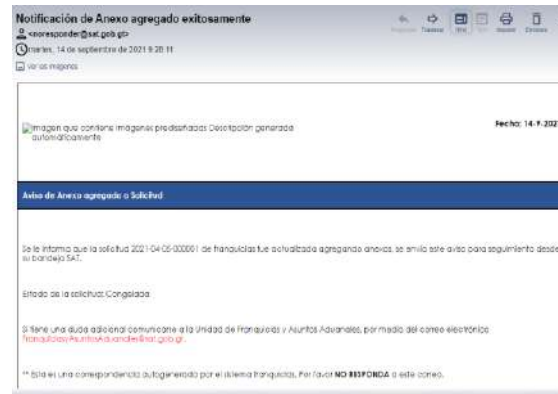 Notificación de Anexo agregado exitosamente
<noresponder@sat.gob.gt>
martes, 14 de septiembre de 2021 9:28:11
Ver las imágenes
Imagen que contiene imágenes prediseñadas Descripción generada
automáticamente
Fecha: 14-9-202
Aviso de Anexo agregado a Solicitud
Se le informa que la solicitud 2021-04-05-000001 de franquicias fue actualizada agregando anexos, se envía este aviso para seguimiento desde
su bandeja SAT.
Estado de la solicitud: Congelada
Si tiene una duda adicional comunicarse a la Unidad de Franquicias y Asuntos Aduanales, por medio del correo electrónico
FranquiciasyAsuntosAduanales@sat.gob.gt.
** Esta es una correspondencia autogenerada por el sistema franquicias, Por favor NO RESPONDA a este correo.